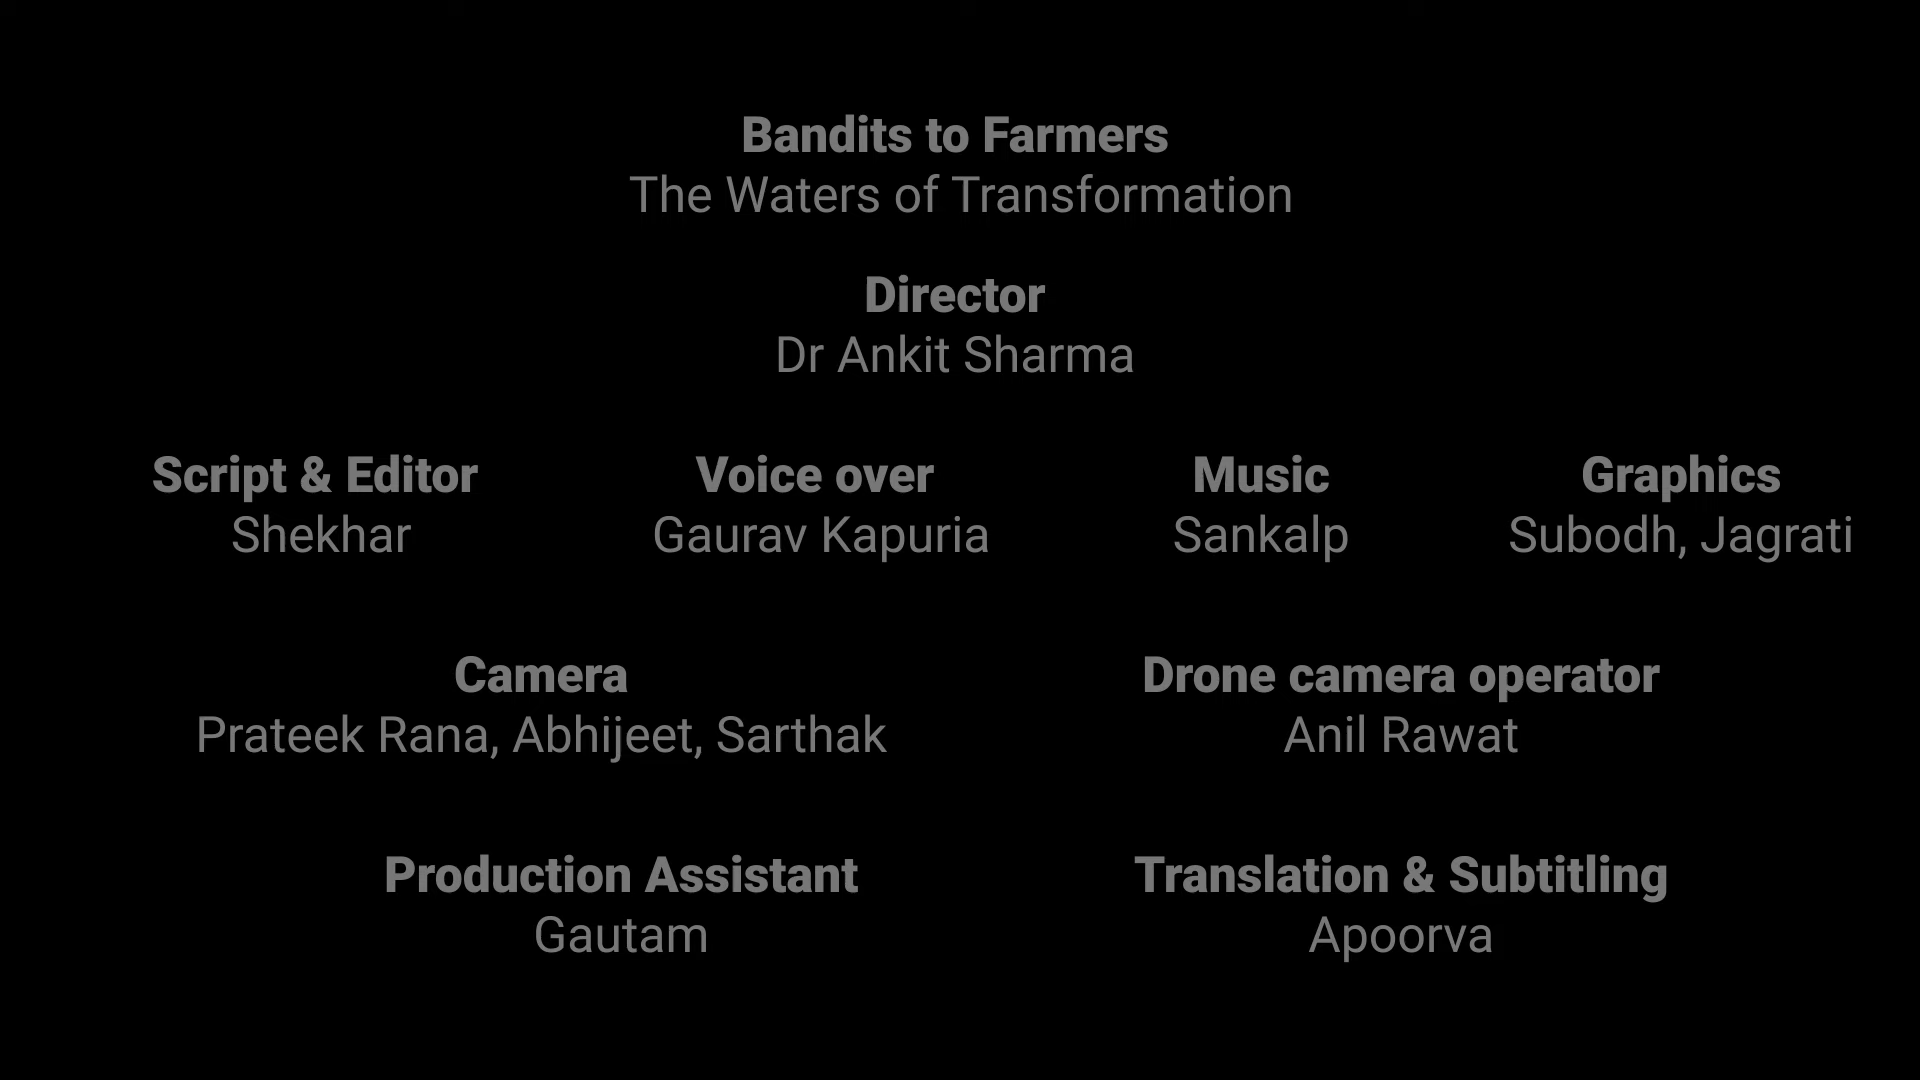 Bandits to Farmers
The Waters of Transformation
Director
Dr Ankit Sharma
Script & Editor
Shekhar
Voice over
Gaurav Kapuria
Music
Sankalp
Graphics
Subodh, Jagrati
Camera
Prateek Rana, Abhijeet, Sarthak
Drone camera operator
Anil Rawat
Production Assistant
Gautam
Translation & Subtitling
Apoorva